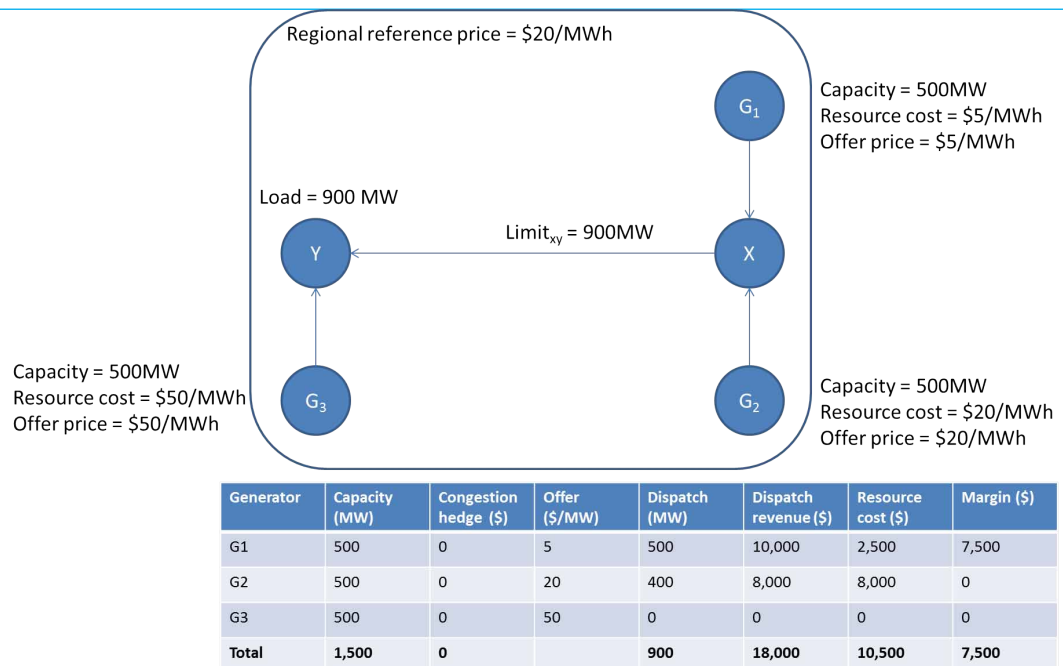 Regional reference price = $20/MWh
G1
Capacity = 500MW
Resource cost = $5/MWh
Offer price = $5/MWh
Load = 900 MW
Limitxy = 900MW
Y
X
Capacity = 500MW
Resource cost = $50/MWh
Offer price = $50/MWh
G3
G2
Capacity = 500MW
Resource cost = $20/MWh
Offer price = $20/MWh
Generator Capacity (MW) Congestion hedge ($) Offer ($/MW) Dispatch (MW) Dispatch revenue ($) Resource cost ($) Margin ($)
G1 500 0 5 500 10,000 2,500 7,500
G2 500 0 20 400 8,000 8,000 0
G3 500 0 50 0 0 0 0
Total 1,500 0 900 18,000 10,500 7,500